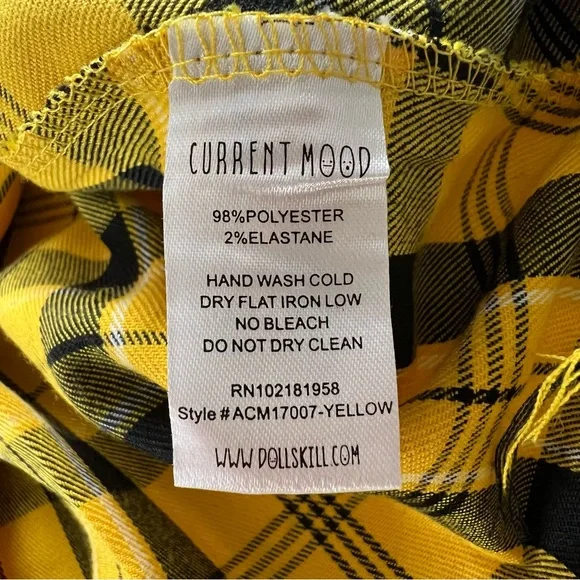 CURRENT MOOD
98%POLYESTER
2%ELASTANE
HAND WASH COLD
DRY FLAT IRON LOW
NO BLEACH
DO NOT DRY CLEAN
RN102181958
Style # ACM17007-YELLOW
WWW.DOLLSKILL.COM